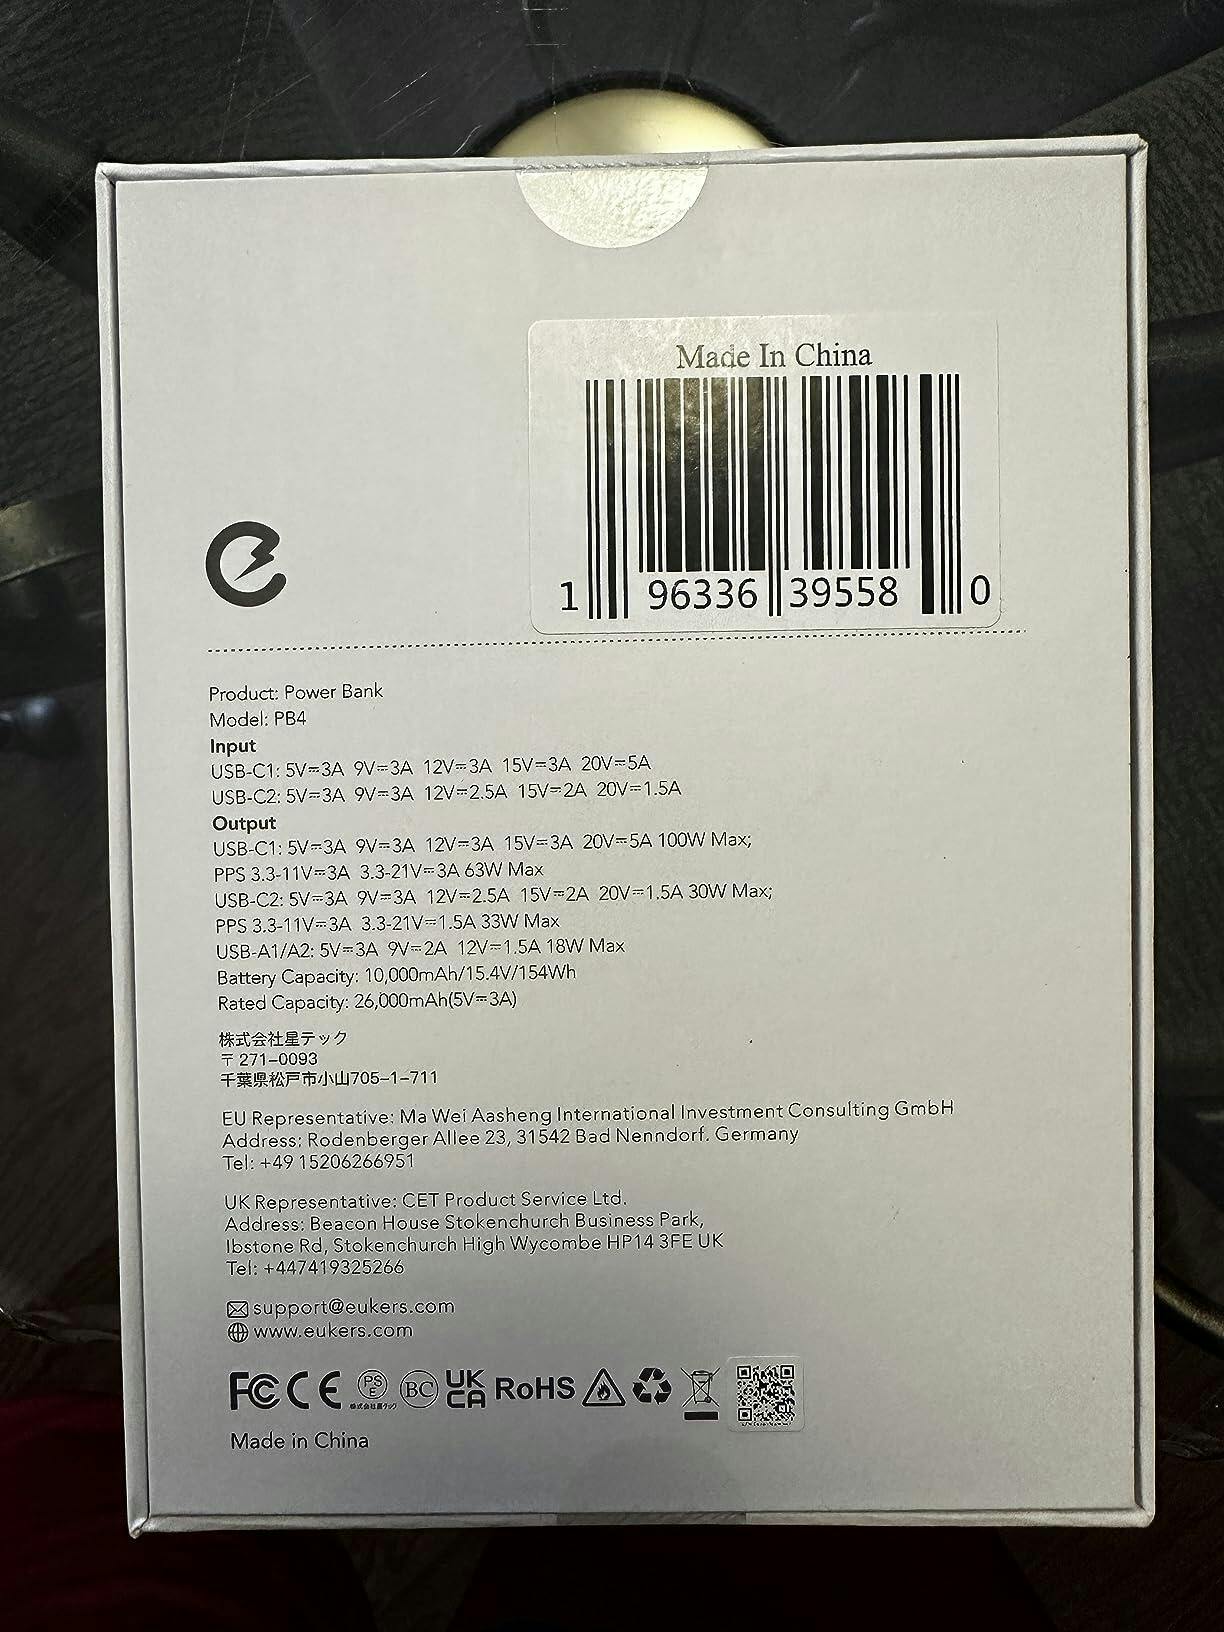 Made In China
1 96336 39558 0
Product: Power Bank
Model: PB4
Input
USB-C1: 5V⎓3A 9V⎓3A 12V⎓3A 15V⎓3A 20V⎓5A
USB-C2: 5V⎓3A 9V⎓3A 12V⎓2.5A 15V⎓2A 20V⎓1.5A
Output
USB-C1: 5V⎓3A 9V⎓3A 12V⎓3A 15V⎓3A 20V⎓5A 100W Max;
PPS 3.3-11V⎓3A 3.3-21V⎓3A 63W Max
USB-C2: 5V⎓3A 9V⎓3A 12V⎓2.5A 15V⎓2A 20V⎓1.5A 30W Max;
PPS 3.3-11V⎓3A 3.3-21V⎓1.5A 33W Max
USB-A1/A2: 5V⎓3A 9V⎓2A 12V⎓1.5A 18W Max
Battery Capacity: 10,000mAh/15.4V/154Wh
Rated Capacity: 26,000mAh(5V⎓3A)
株式会社星テック
〒271-0093
千葉県松戸市小山705-1-711
EU Representative: Ma Wei Aasheng International Investment Consulting GmbH
Address: Rodenberger Allee 23, 31542 Bad Nenndorf. Germany
Tel: +49 15206266951
UK Representative: CET Product Service Ltd.
Address: Beacon House Stokenchurch Business Park,
Ibstone Rd, Stokenchurch High Wycombe HP14 3FE UK
Tel: +447419325266
support@eukers.com
www.eukers.com
FC CE PSE BC UKCA RoHS
株式会社星テック
Made in China